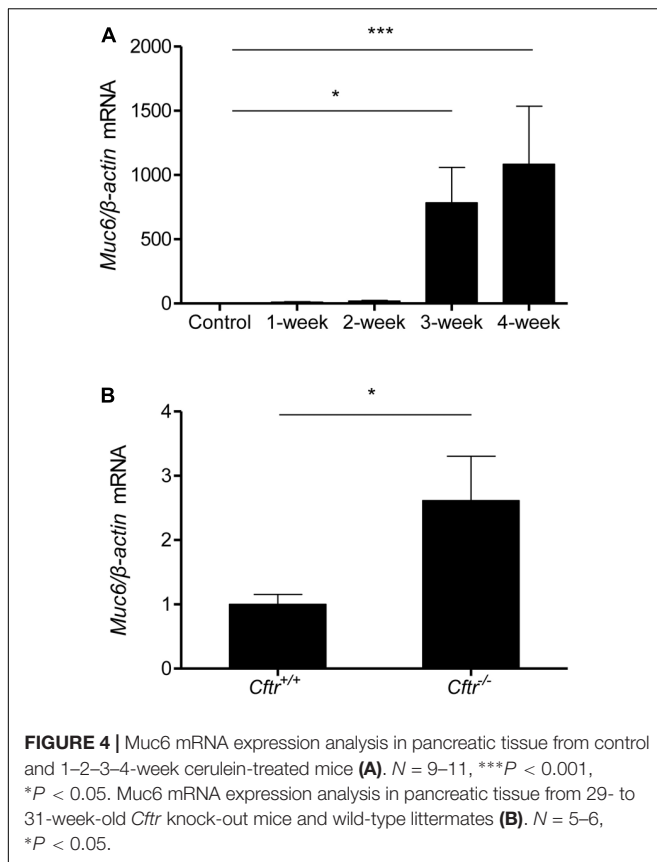 A
***
*
Muc6/β-actin mRNA
2000
1500
1000
500
0
Control 1-week 2-week 3-week 4-week
B
*
Muc6/β-actin mRNA
4
3
2
1
0
Cftr+/+ Cftr-/-
FIGURE 4 | Muc6 mRNA expression analysis in pancreatic tissue from control
and 1–2–3–4-week cerulein-treated mice (A). N = 9–11, ***P < 0.001,
*P < 0.05. Muc6 mRNA expression analysis in pancreatic tissue from 29- to
31-week-old Cftr knock-out mice and wild-type littermates (B). N = 5–6,
*P < 0.05.